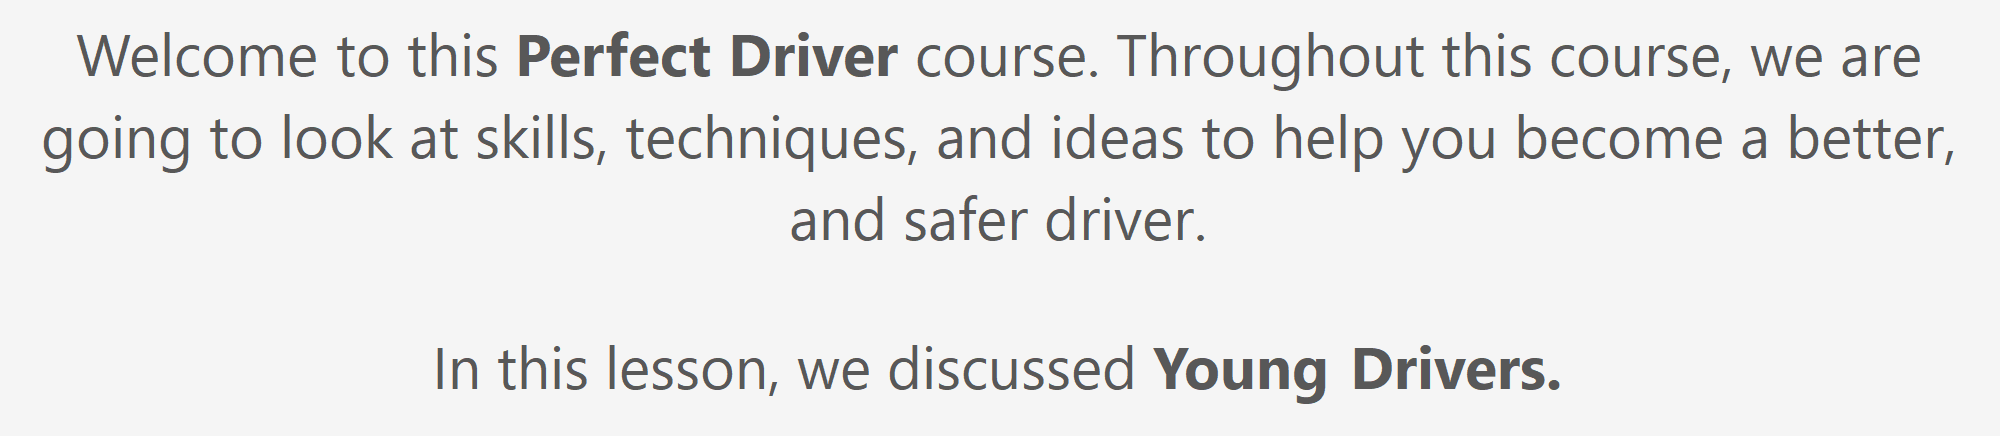 Welcome to this Perfect Driver course. Throughout this course, we are
going to look at skills, techniques, and ideas to help you become a better,
and safer driver.
In this lesson, we discussed Young Drivers.